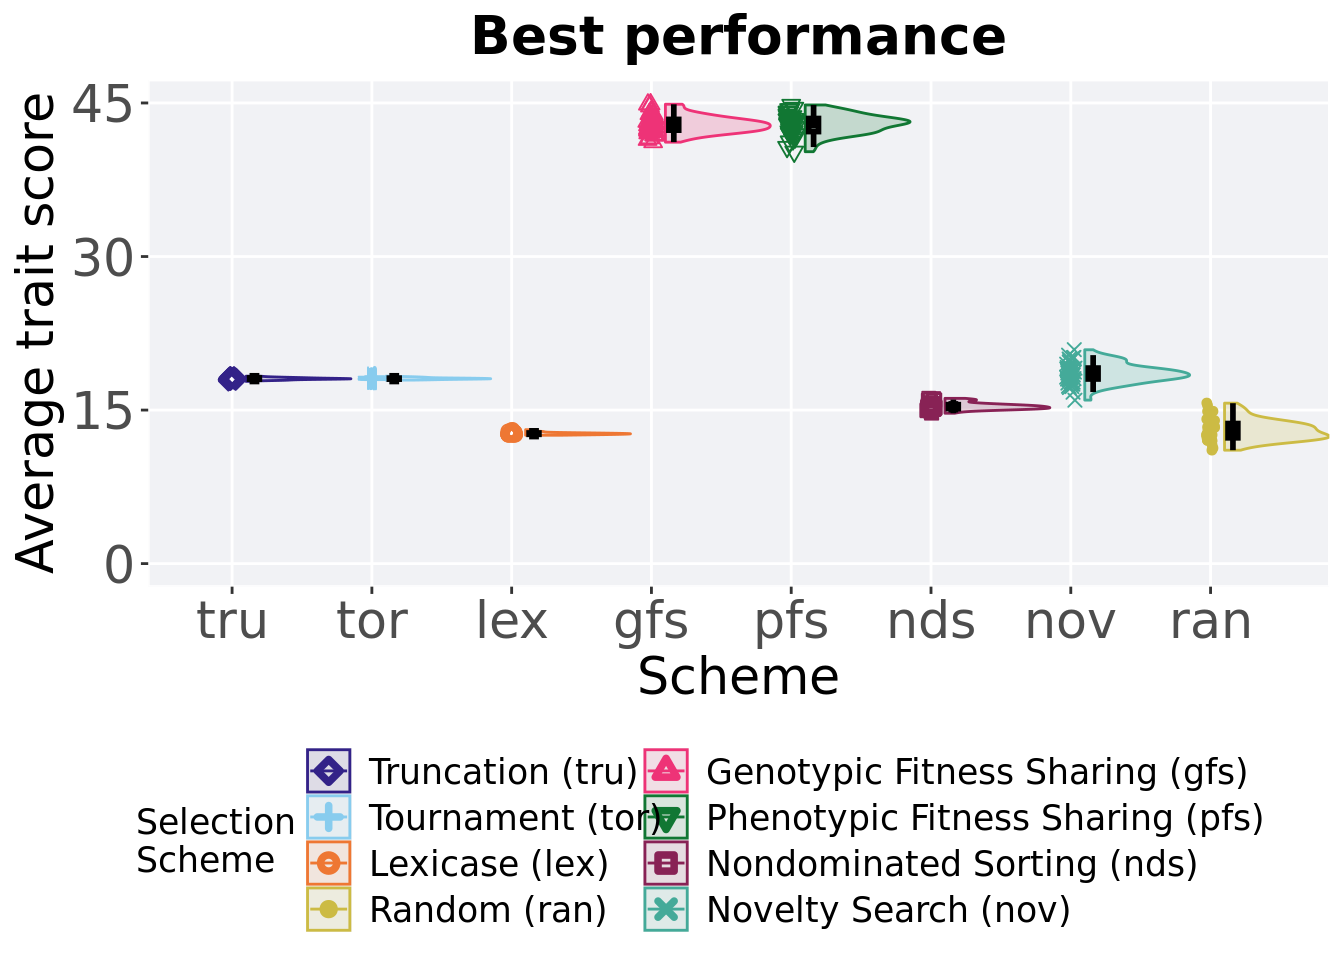 Best performance
Average trait score
45
30
15
0
tru tor lex gfs pfs nds nov ran
Scheme
Selection
Scheme
Truncation (tru)
Tournament (tor)
Lexicase (lex)
Random (ran)
Genotypic Fitness Sharing (gfs)
Phenotypic Fitness Sharing (pfs)
Nondominated Sorting (nds)
Novelty Search (nov)